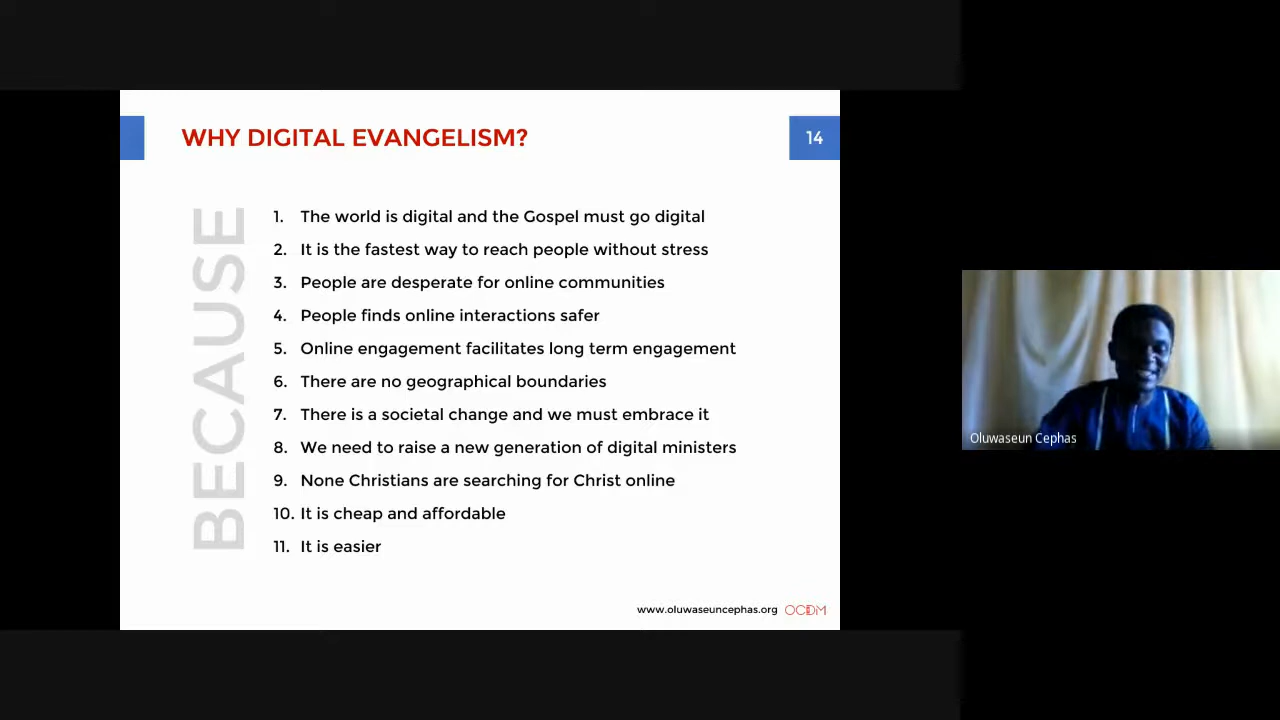 WHY DIGITAL EVANGELISM?
14
BECAUSE
1. The world is digital and the Gospel must go digital
2. It is the fastest way to reach people without stress
3. People are desperate for online communities
4. People finds online interactions safer
5. Online engagement facilitates long term engagement
6. There are no geographical boundaries
7. There is a societal change and we must embrace it
8. We need to raise a new generation of digital ministers
9. None Christians are searching for Christ online
10. It is cheap and affordable
11. It is easier
www.oluwaseuncephas.org OCDM
Oluwaseun Cephas